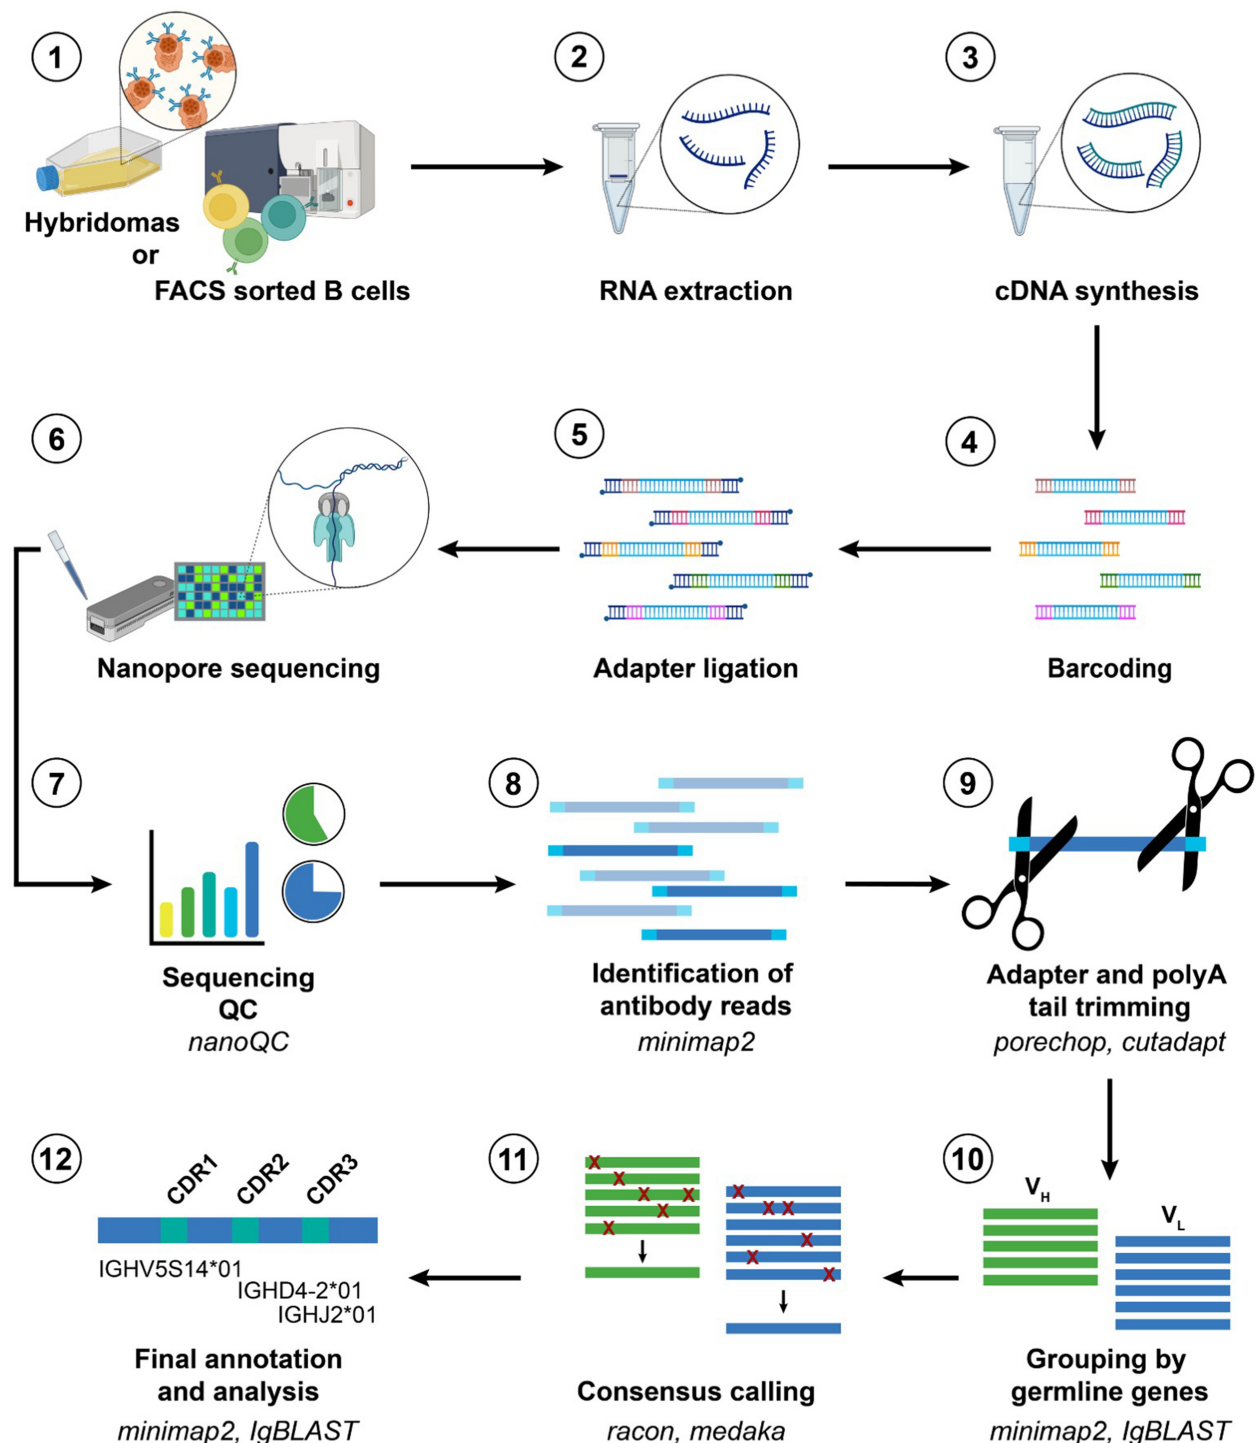 1
2
3
Hybridomas
or
FACS sorted B cells
RNA extraction
cDNA synthesis
6
5
4
Nanopore sequencing
Adapter ligation
Barcoding
7
8
9
Sequencing
QC
nanoQC
Identification of
antibody reads
minimap2
Adapter and polyA
tail trimming
porechop, cutadapt
12
CDR1
CDR2
CDR3
IGHV5S14*01
IGHD4-2*01
IGHJ2*01
Final annotation
and analysis
minimap2, IgBLAST
11
X
X
X X
X
X
X
X X
X
X
X
Consensus calling
racon, medaka
10
VH
VL
Grouping by
germline genes
minimap2, IgBLAST